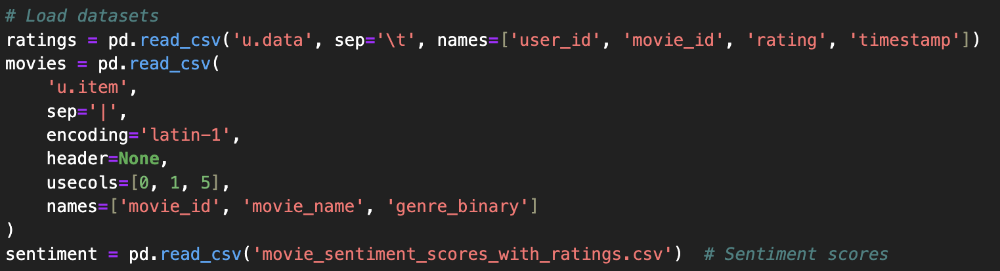 # Load datasets
ratings = pd.read_csv('u.data', sep='\t', names=['user_id', 'movie_id', 'rating', 'timestamp'])
movies = pd.read_csv(
    'u.item',
    sep='|',
    encoding='latin-1',
    header=None,
    usecols=[0, 1, 5],
    names=['movie_id', 'movie_name', 'genre_binary']
)
sentiment = pd.read_csv('movie_sentiment_scores_with_ratings.csv')  # Sentiment scores